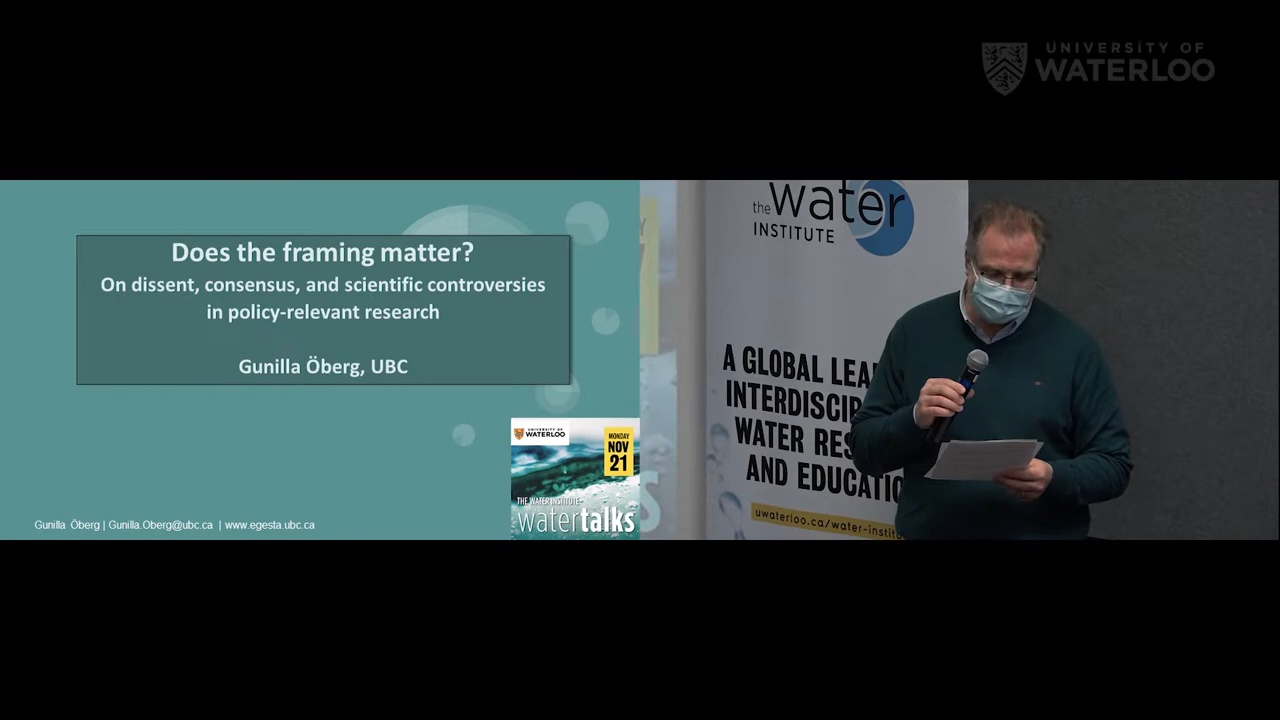 UNIVERSITY OF
WATERLOO
Does the framing matter?
On dissent, consensus, and scientific controversies
in policy-relevant research
Gunilla Öberg, UBC
UNIVERSITY OF
WATERLOO
MONDAY
NOV
21
THE WATER INSTITUTE
watertalks
Gunilla Öberg | Gunilla.Oberg@ubc.ca | www.egesta.ubc.ca
the water
INSTITUTE
A GLOBAL LEA
INTERDISCIP
WATER RES
AND EDUCATIO
uwaterloo.ca/water-institu